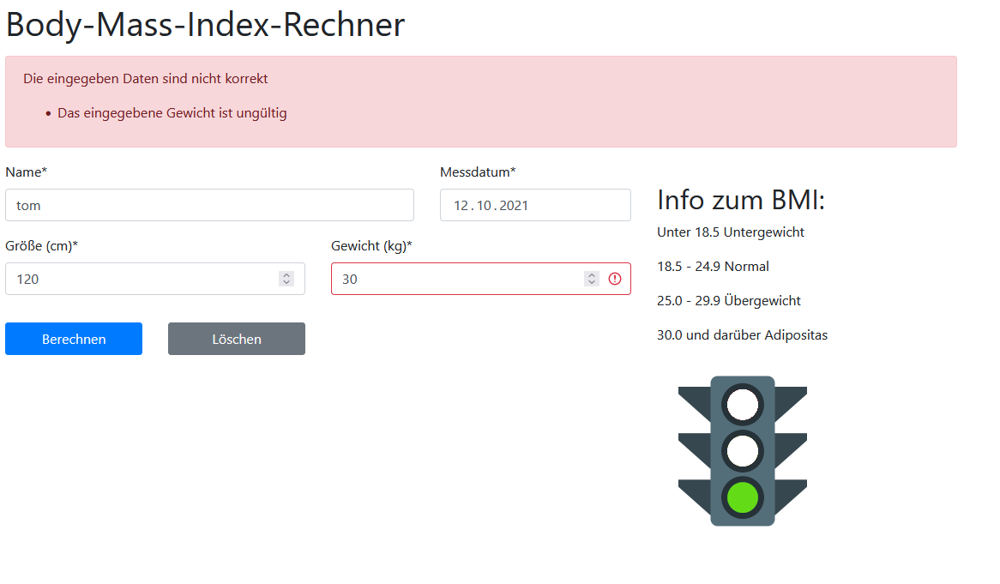 Body-Mass-Index-Rechner
Die eingegeben Daten sind nicht korrekt
• Das eingegebene Gewicht ist ungültig
Name*
Messdatum*
tom
12.10.2021
Größe (cm)*
Gewicht (kg)*
120
30
Berechnen
Löschen
Info zum BMI:
Unter 18.5 Untergewicht
18.5 - 24.9 Normal
25.0 - 29.9 Übergewicht
30.0 und darüber Adipositas